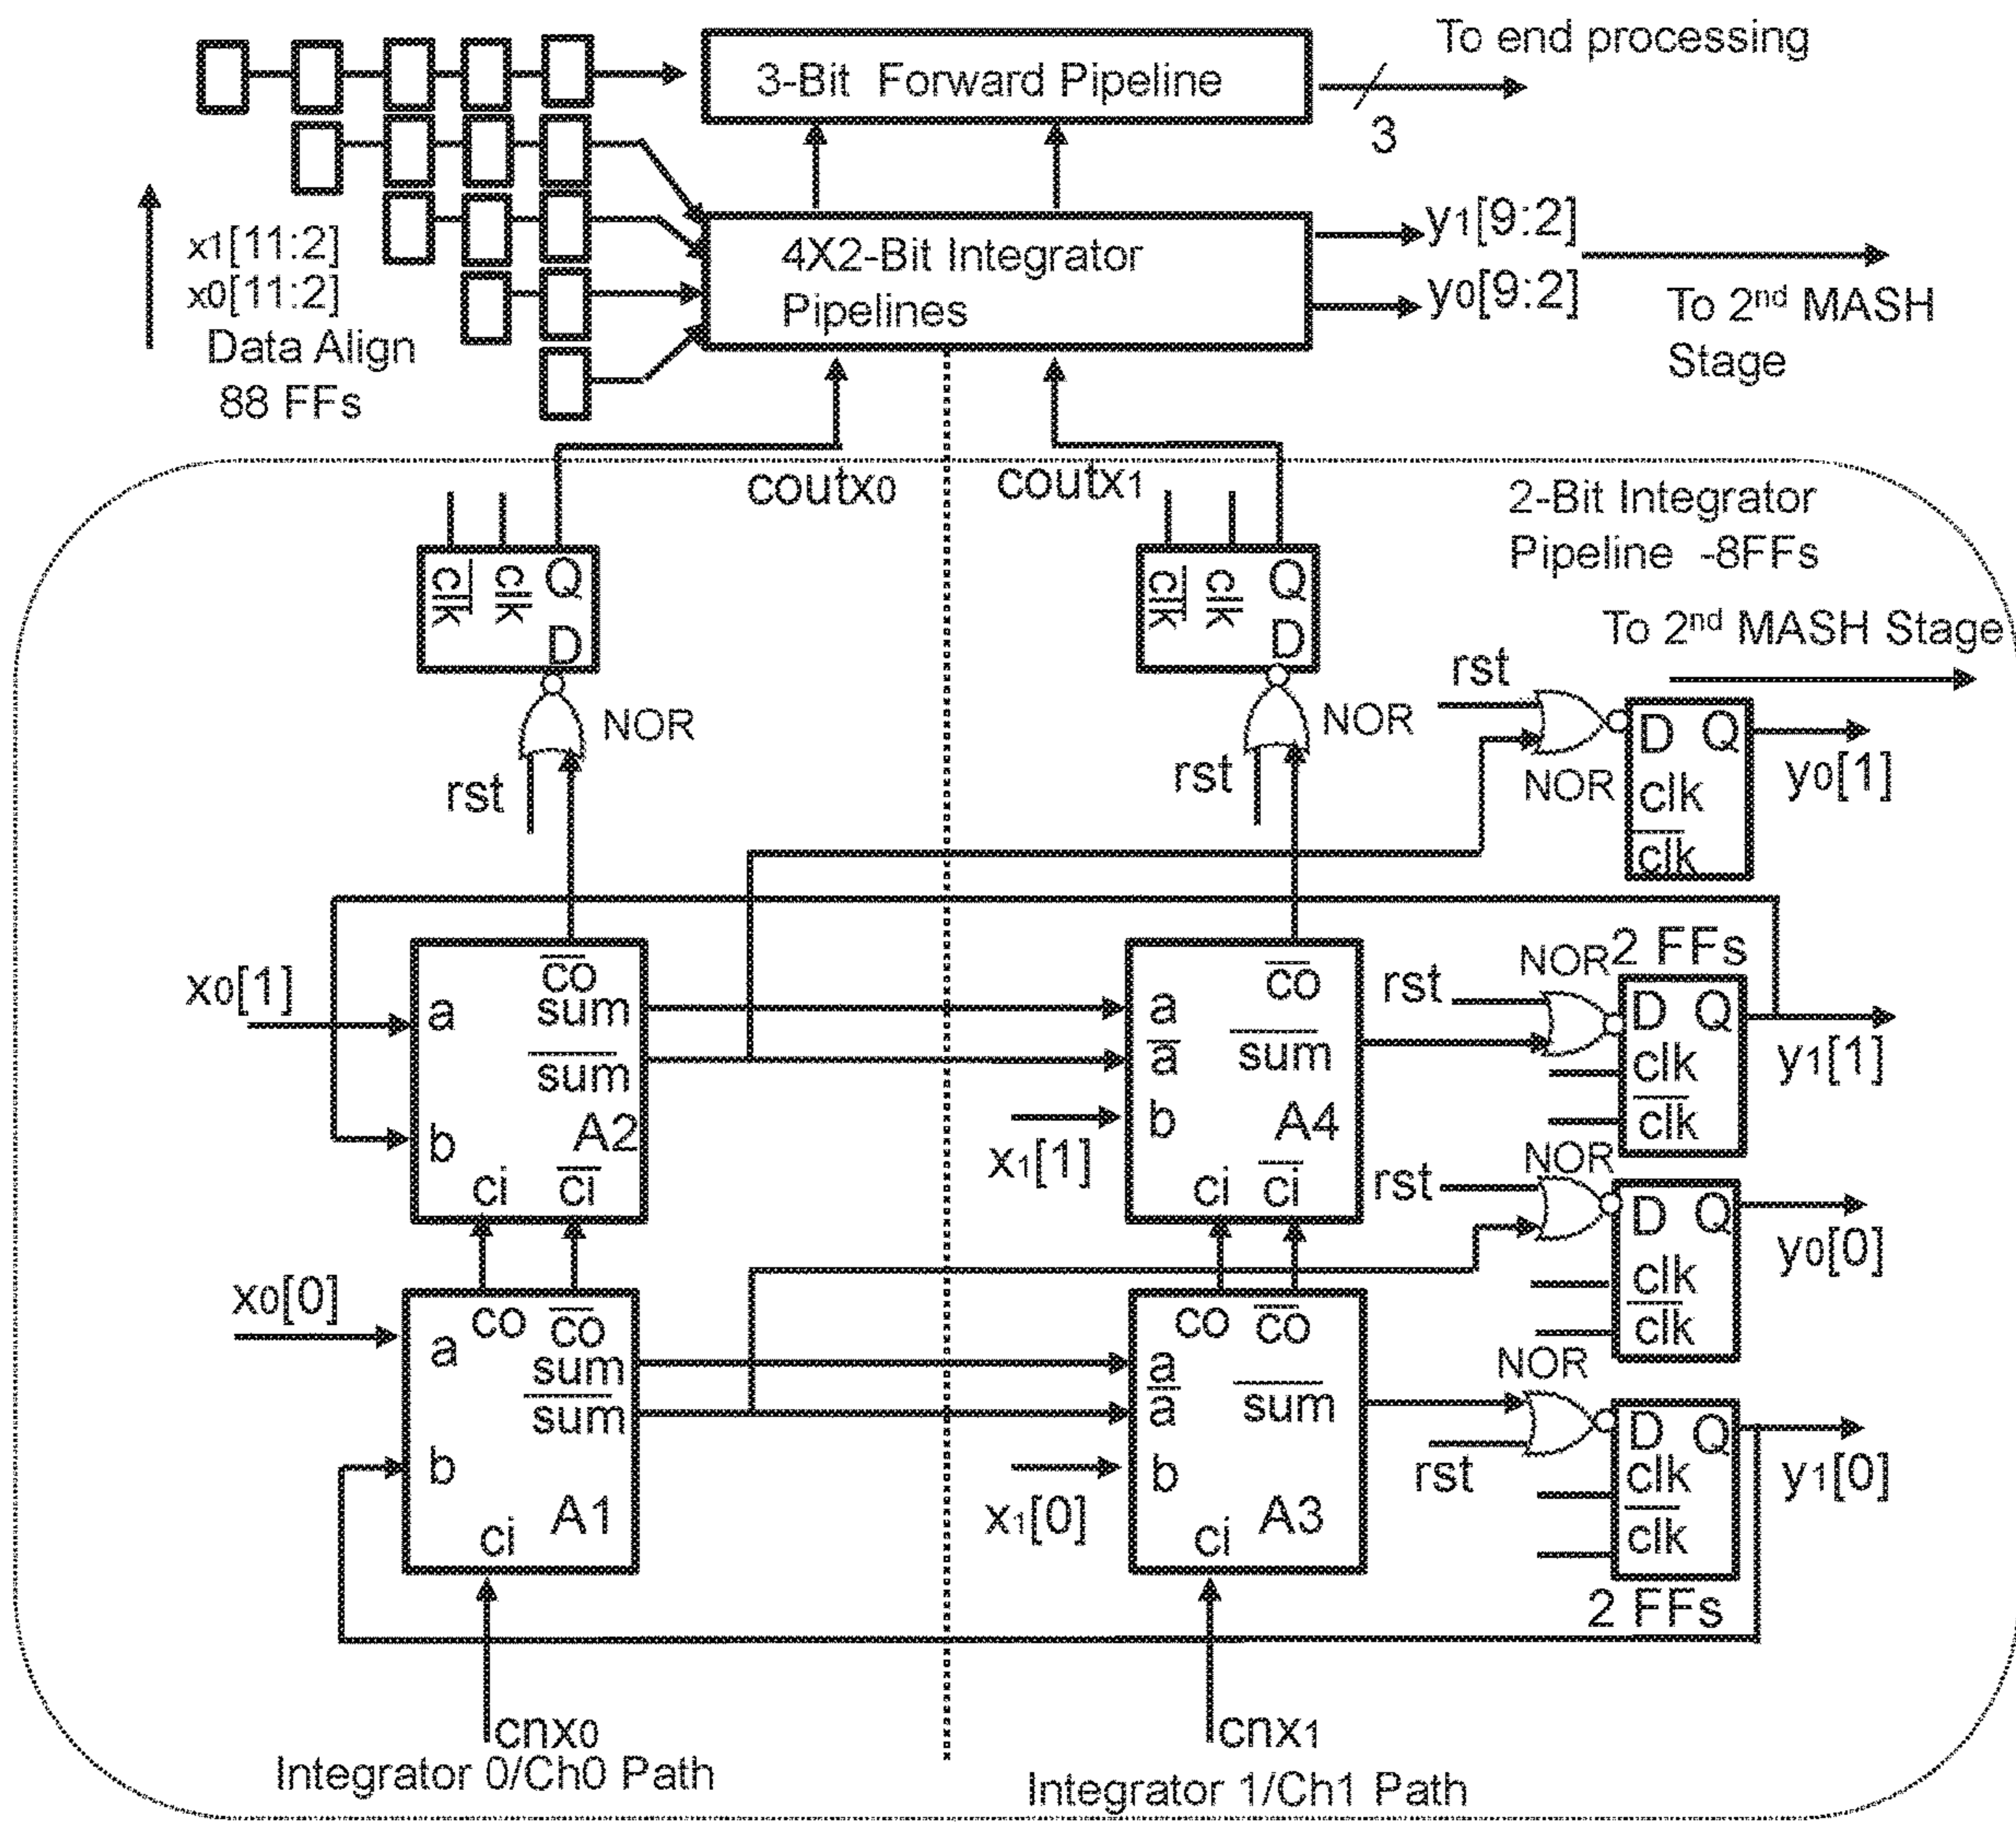 To end processing
3-Bit Forward Pipeline
3
x1[11:2]
x0[11:2]
Data Align
88 FFs
4X2-Bit Integrator
Pipelines
y1[9:2]
y0[9:2]
To 2nd MASH
Stage
coutx0
coutx1
2-Bit Integrator
Pipeline -8FFs
clk clk Q
D
clk clk Q
D
To 2nd MASH Stage
NOR
rst
NOR
rst
rst
NOR
D Q
clk
clk
y0[1]
x0[1]
a
b
co
sum
sum
A2
ci ci
a
a
b
co
sum
A4
ci ci
x1[1]
rst
NOR
2 FFs
D Q
clk
clk
y1[1]
rst
NOR
D Q
clk
clk
y0[0]
x0[0]
a
b
co co
sum
sum
A1
ci
a
a
b
co co
sum
A3
ci
x1[0]
NOR
rst
D Q
clk
clk
y1[0]
2 FFs
cnx0
cnx1
Integrator 0/Ch0 Path
Integrator 1/Ch1 Path